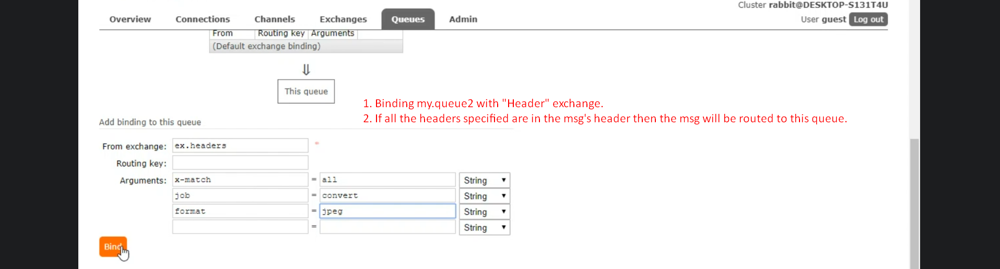 Cluster rabbit@DESKTOP-S131T4U
Overview Connections Channels Exchanges Queues Admin
User guest Log out
From Routing key Arguments
(Default exchange binding)
⇓
This queue
1. Binding my.queue2 with "Header" exchange.
2. If all the headers specified are in the msg's header then the msg will be routed to this queue.
Add binding to this queue
From exchange: ex.headers *
Routing key:
Arguments: x-match = all String ▼
job = convert String ▼
format = jpeg String ▼
= String ▼
Bind